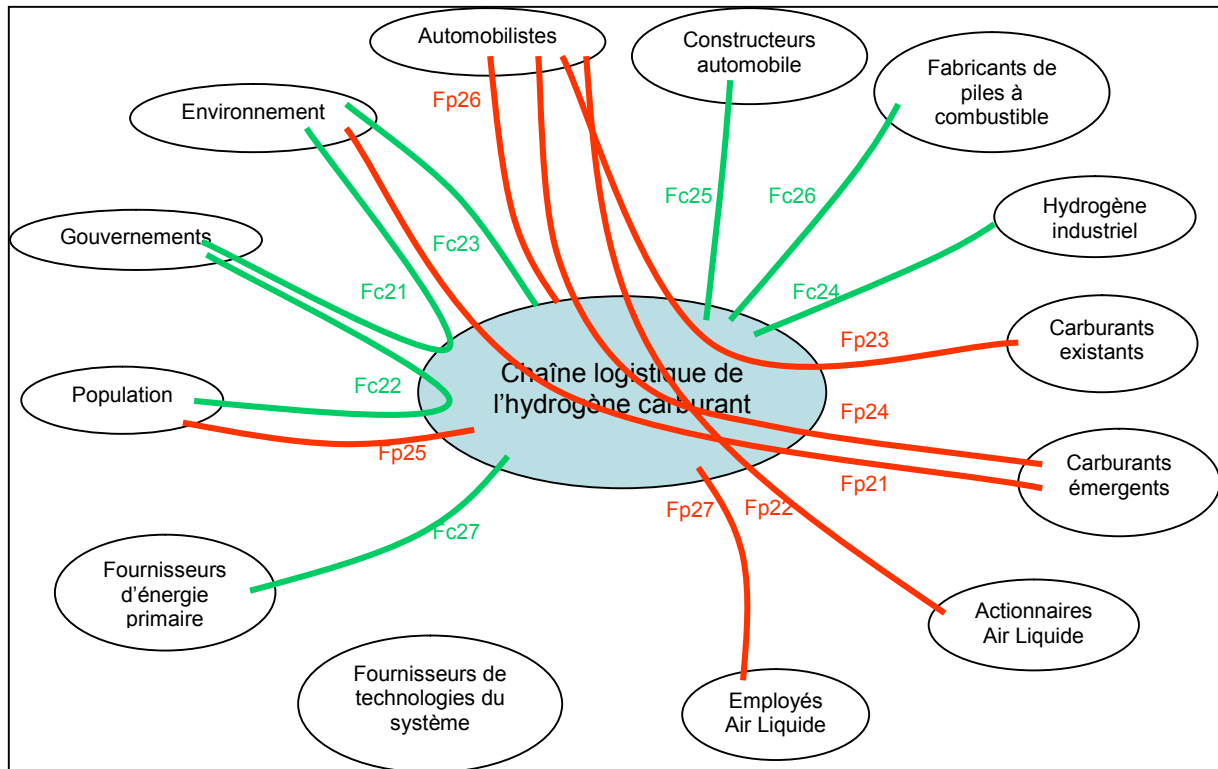 Automobilistes
Constructeurs
automobile
Fabricants de
piles à
combustible
Fp26
Environnement
Fc25
Fc26
Hydrogène
industriel
Gouvernements
Fc23
Fc21
Fc24
Carburants
existants
Fp23
Chaîne logistique de
l'hydrogène carburant
Fc22
Population
Fp24
Fp25
Fp21
Carburants
émergents
Fp27
Fp22
Fc27
Fournisseurs
d'énergie
primaire
Actionnaires
Air Liquide
Fournisseurs de
technologies du
système
Employés
Air Liquide